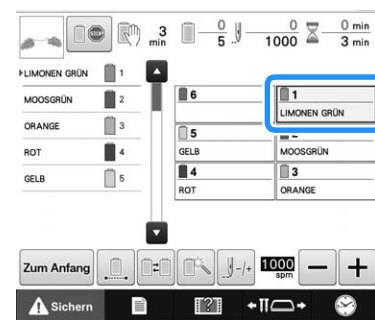 3 min
0 5
0 1000
0 min 3 min
LIMONEN GRÜN 1
MOOSGRÜN 2
ORANGE 3
ROT 4
GELB 5
6
1
LIMONEN GRÜN
5
GELB
MOOSGRÜN
4
ROT
3
ORANGE
Zum Anfang
-/+
1000 spm
− +
Sichern